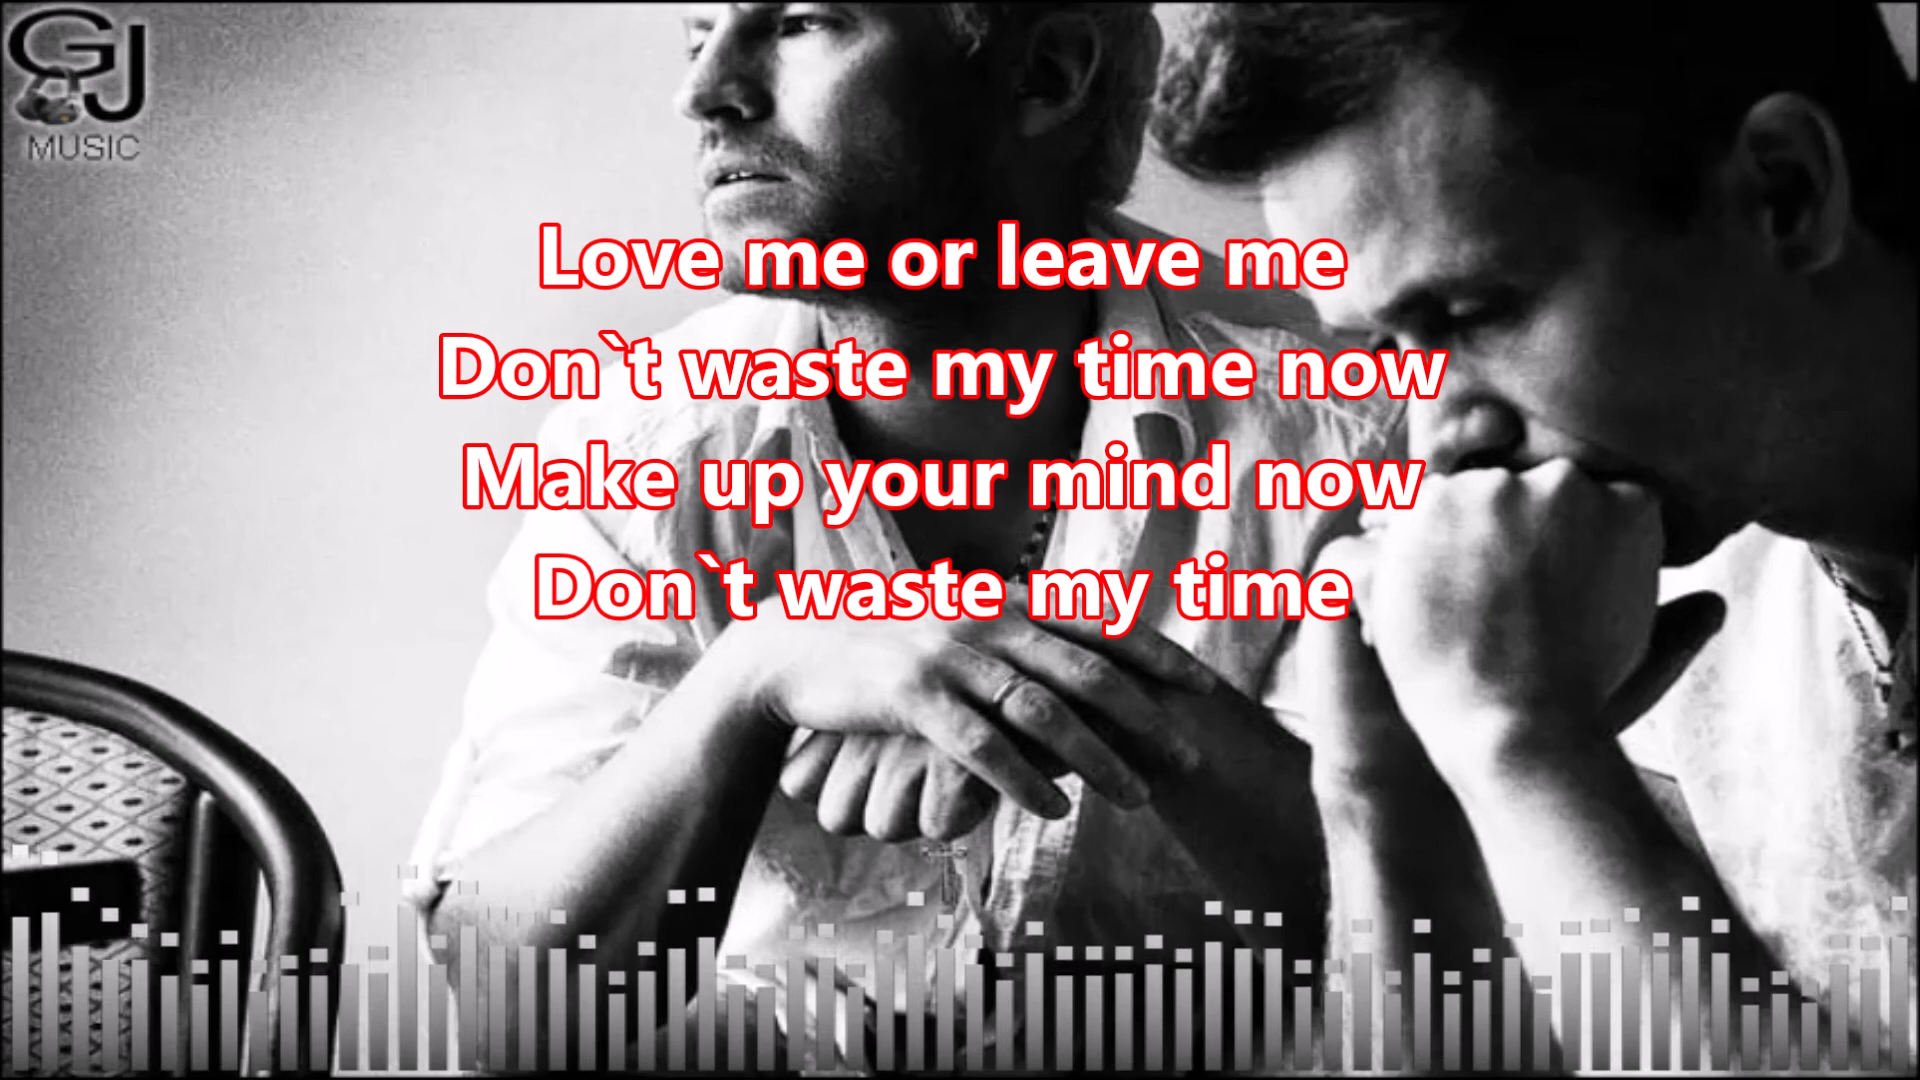 GJ
MUSIC
Love me or leave me
Don`t waste my time now
Make up your mind now
Don`t waste my time